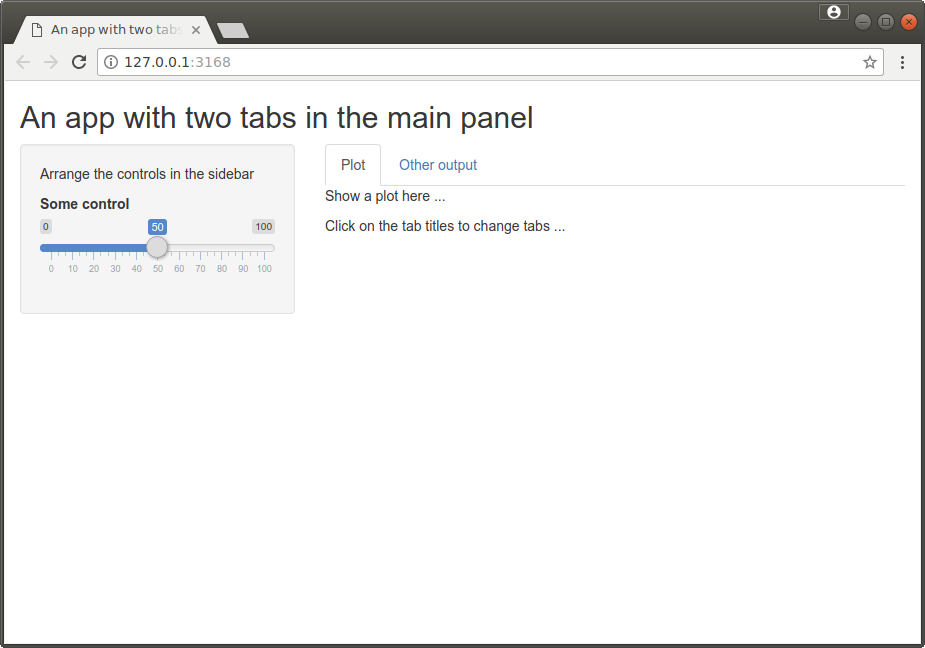 An app with two tabs
127.0.0.1:3168
An app with two tabs in the main panel
Arrange the controls in the sidebar
Some control
0 50 100
0 10 20 30 40 50 60 70 80 90 100
Plot Other output
Show a plot here ...
Click on the tab titles to change tabs ...